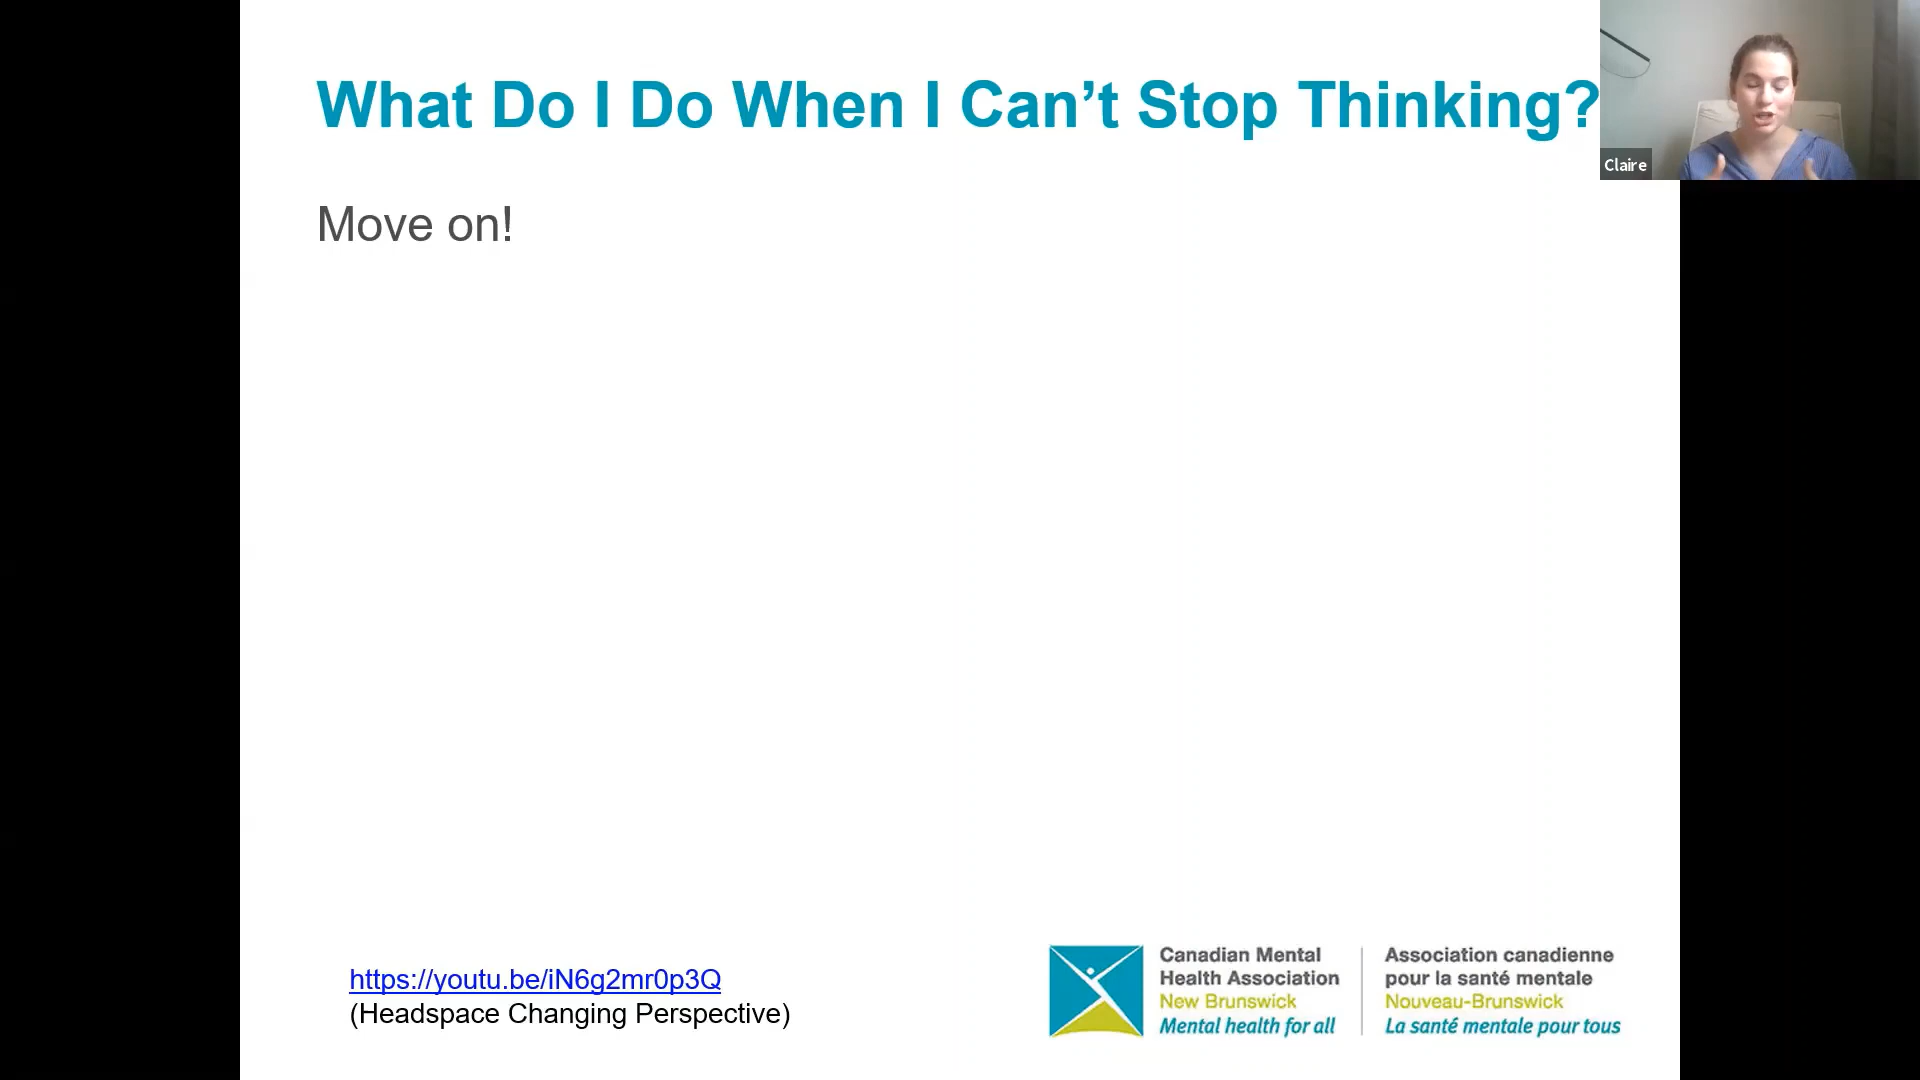 What Do I Do When I Can’t Stop Thinking?
Claire
Move on!
https://youtu.be/iN6g2mr0p3Q
(Headspace Changing Perspective)
Canadian Mental
Health Association
New Brunswick
Mental health for all
Association canadienne
pour la santé mentale
Nouveau-Brunswick
La santé mentale pour tous